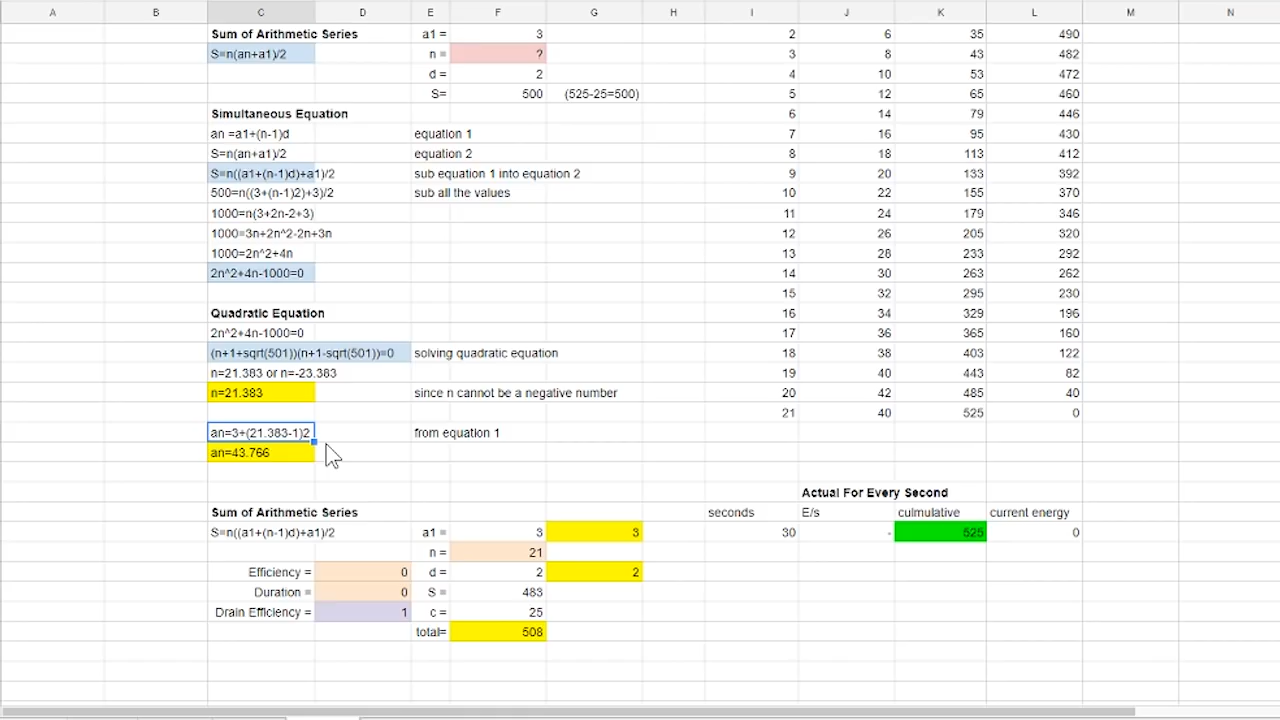 A B C D E F G H I J K L M N
Sum of Arithmetic Series a1 = 3 2 6 35 490
S=n(an+a1)/2 n = ? 3 8 43 482
d = 2 4 10 53 472
S= 500 (525-25=500) 5 12 65 460
Simultaneous Equation 6 14 79 446
an =a1+(n-1)d equation 1 7 16 95 430
S=n(an+a1)/2 equation 2 8 18 113 412
S=n((a1+(n-1)d)+a1)/2 sub equation 1 into equation 2 9 20 133 392
500=n((3+(n-1)2)+3)/2 sub all the values 10 22 155 370
1000=n(3+2n-2+3) 11 24 179 346
1000=3n+2n^2-2n+3n 12 26 205 320
1000=2n^2+4n 13 28 233 292
2n^2+4n-1000=0 14 30 263 262
15 32 295 230
Quadratic Equation 16 34 329 196
2n^2+4n-1000=0 17 36 365 160
(n+1+sqrt(501))(n+1-sqrt(501))=0 solving quadratic equation 18 38 403 122
n=21.383 or n=-23.383 19 40 443 82
n=21.383 since n cannot be a negative number 20 42 485 40
21 40 525 0
an=3+(21.383-1)2 from equation 1
an=43.766
Actual For Every Second
Sum of Arithmetic Series seconds E/s culmulative current energy
S=n((a1+(n-1)d)+a1)/2 a1 = 3 3 30 - 525 0
n = 21
Efficiency = 0 d = 2 2
Duration = 0 S = 483
Drain Efficiency = 1 c = 25
total= 508